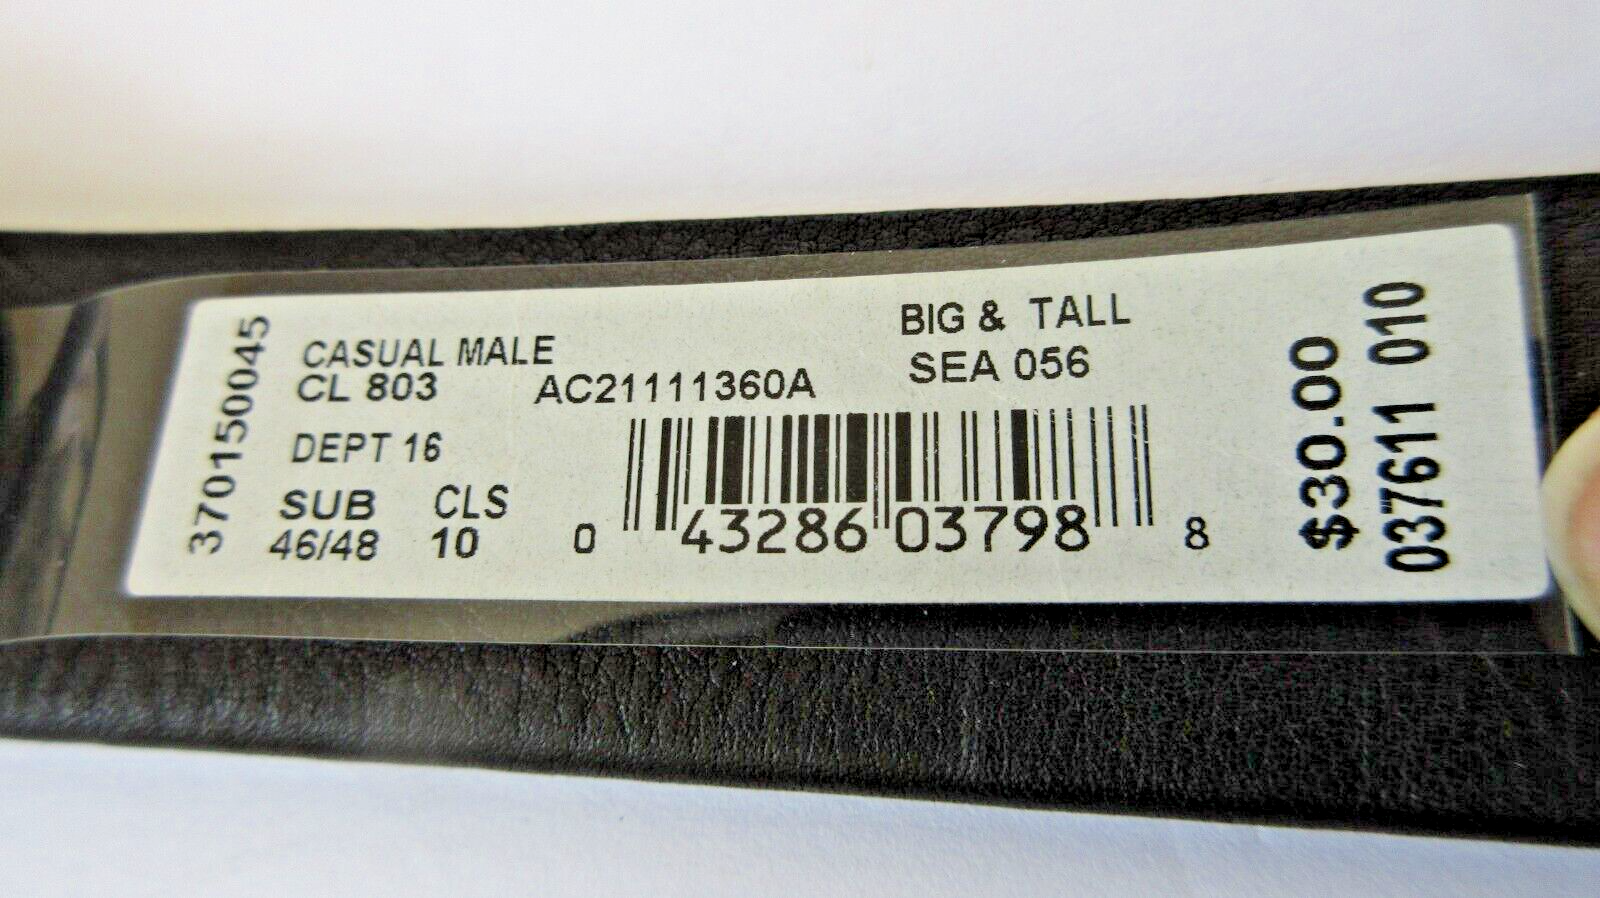 370150045
CASUAL MALE
CL 803
AC21111360A
BIG & TALL
SEA 056
DEPT 16
SUB CLS
46/48 10
0 43286 03798 8
$30.00
037611 010